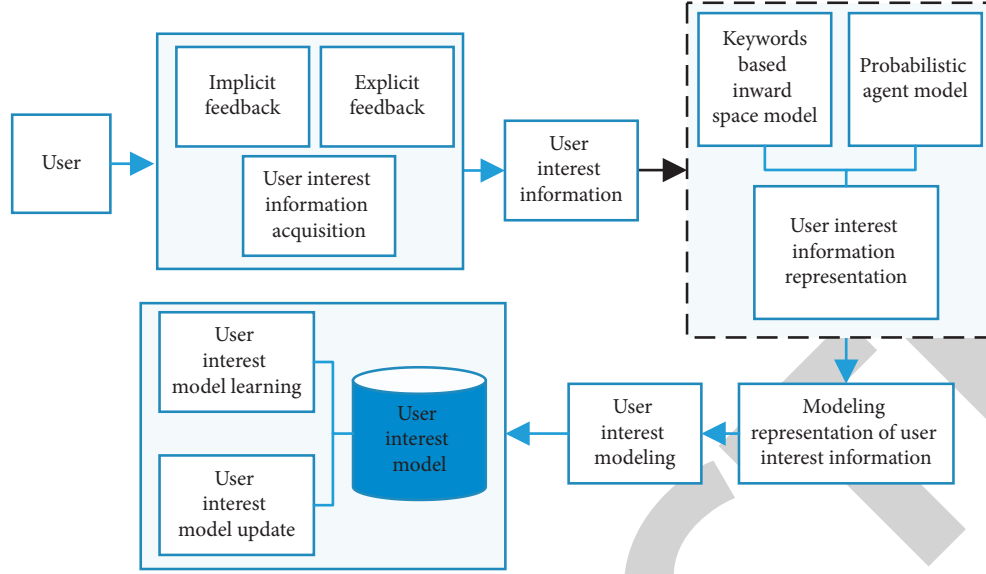 User
Implicit
feedback
Explicit
feedback
User interest
information
acquisition
User
interest
information
Keywords
based
inward
space model
Probabilistic
agent model
User interest
information
representation
Modeling
representation of user
interest information
User
interest
modeling
User
interest
model
User
interest
model learning
User
interest
model update